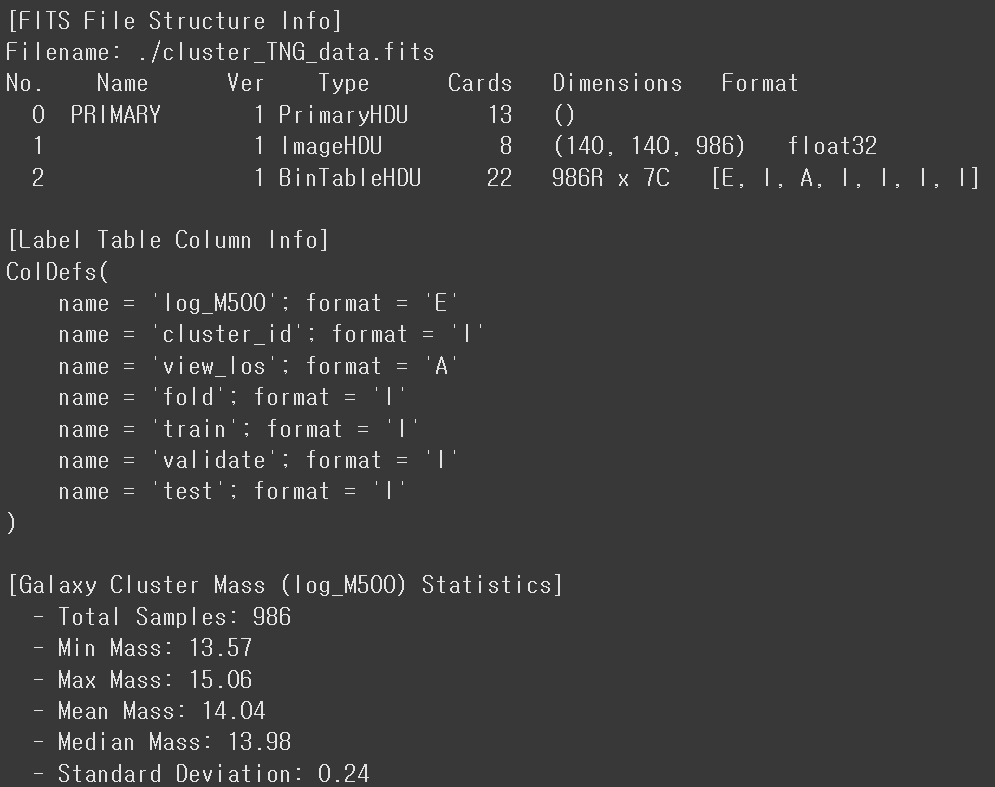 [FITS File Structure Info]
Filename: ./cluster_TNG_data.fits
No.    Name      Ver    Type      Cards   Dimensions   Format
  0  PRIMARY       1 PrimaryHDU      13   ()
  1                1 ImageHDU         8   (140, 140, 986)   float32
  2                1 BinTableHDU     22   986R x 7C   [E, I, A, I, I, I, I]

[Label Table Column Info]
ColDefs(
    name = 'log_M500'; format = 'E'
    name = 'cluster_id'; format = 'I'
    name = 'view_los'; format = 'A'
    name = 'fold'; format = 'I'
    name = 'train'; format = 'I'
    name = 'validate'; format = 'I'
    name = 'test'; format = 'I'
)

[Galaxy Cluster Mass (log_M500) Statistics]
  - Total Samples: 986
  - Min Mass: 13.57
  - Max Mass: 15.06
  - Mean Mass: 14.04
  - Median Mass: 13.98
  - Standard Deviation: 0.24